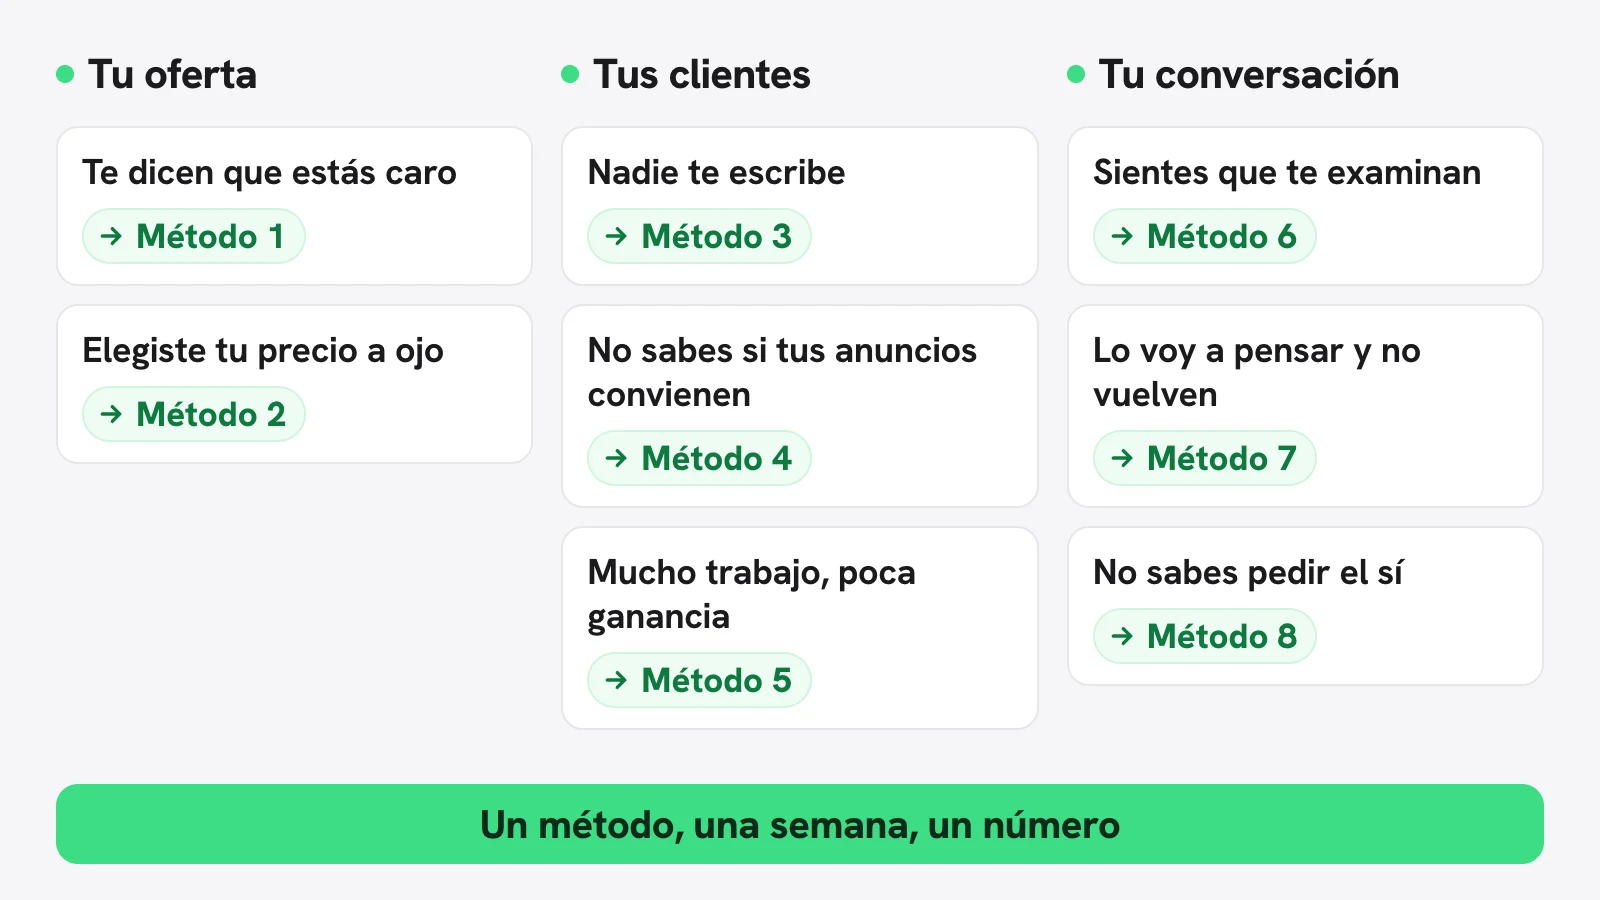 Tu oferta
Te dicen que estás caro
→ Método 1
Elegiste tu precio a ojo
→ Método 2
Tus clientes
Nadie te escribe
→ Método 3
No sabes si tus anuncios
convienen
→ Método 4
Mucho trabajo, poca
ganancia
→ Método 5
Tu conversación
Sientes que te examinan
→ Método 6
Lo voy a pensar y no
vuelven
→ Método 7
No sabes pedir el sí
→ Método 8
Un método, una semana, un número